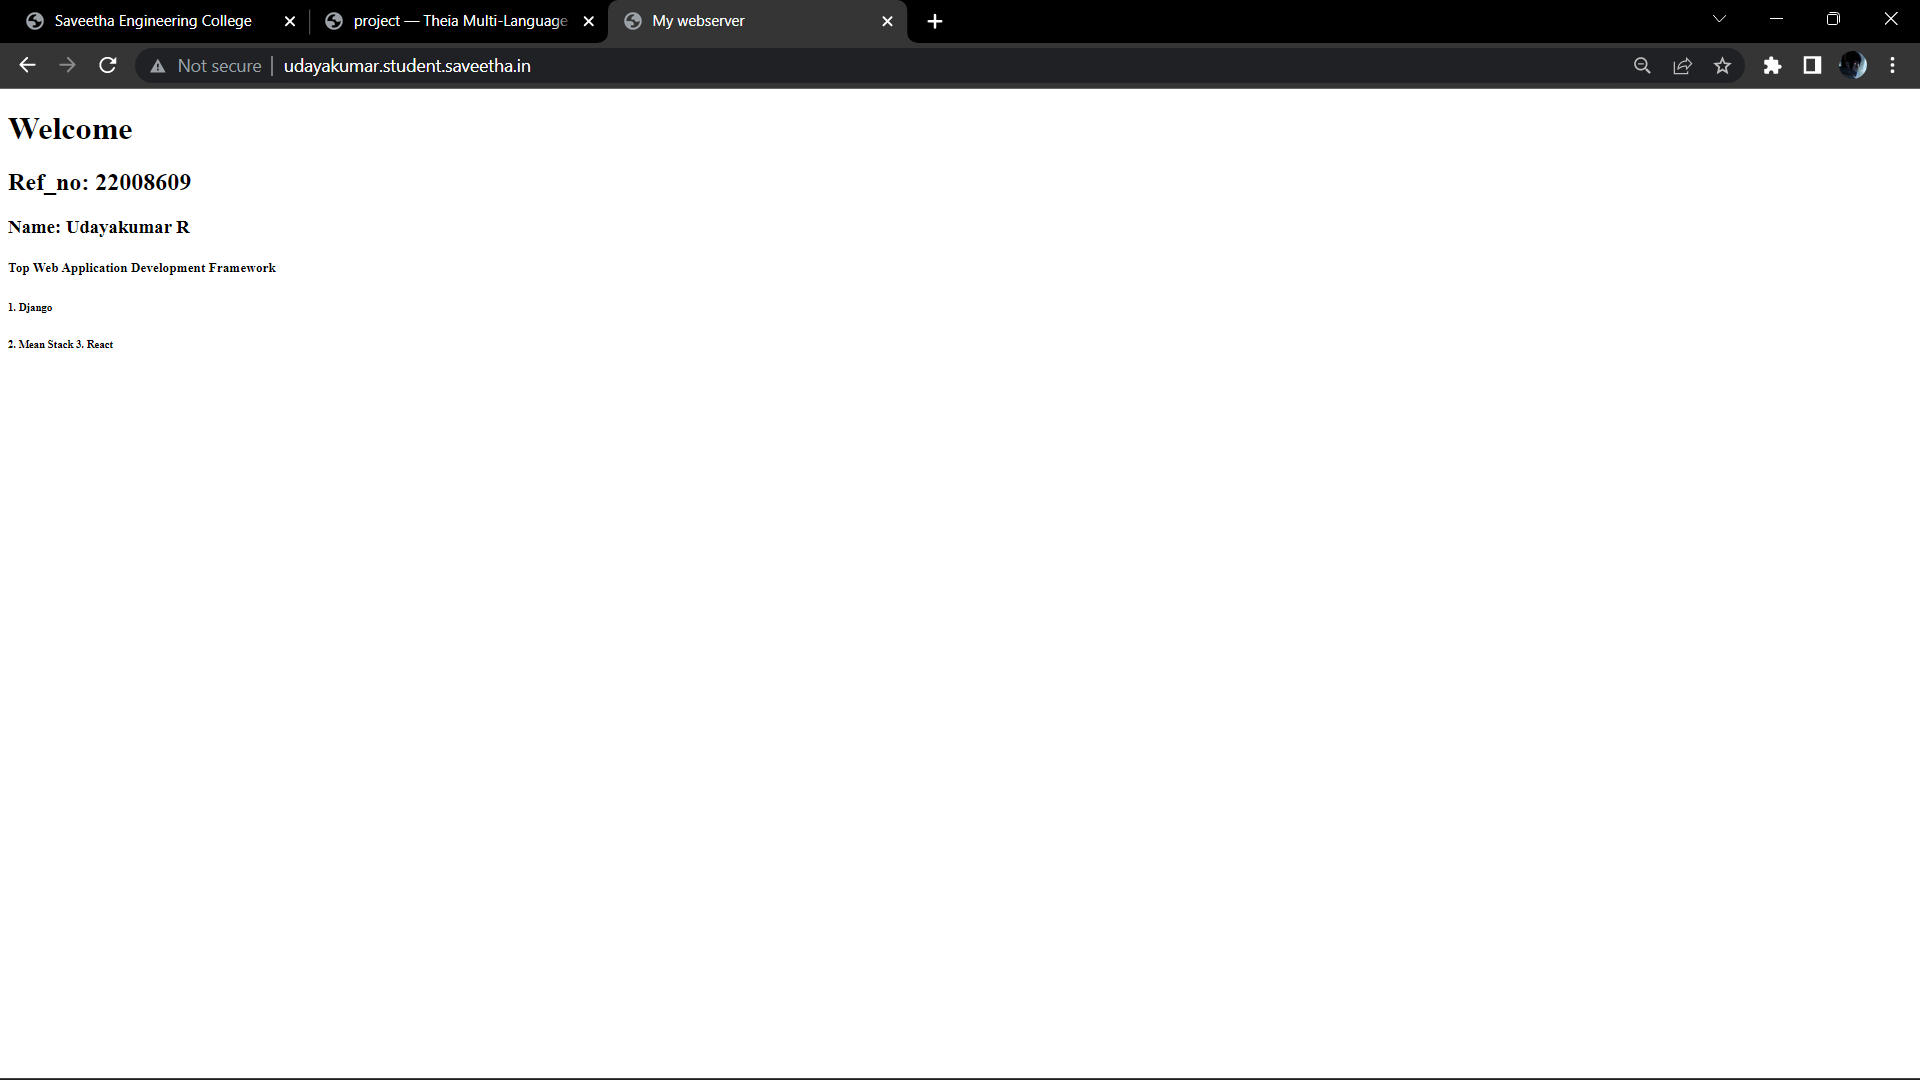 Saveetha Engineering College
project — Theia Multi-Language
My webserver
Not secure
udayakumar.student.saveetha.in
Welcome
Ref_no: 22008609
Name: Udayakumar R
Top Web Application Development Framework
1. Django
2. Mean Stack 3. React